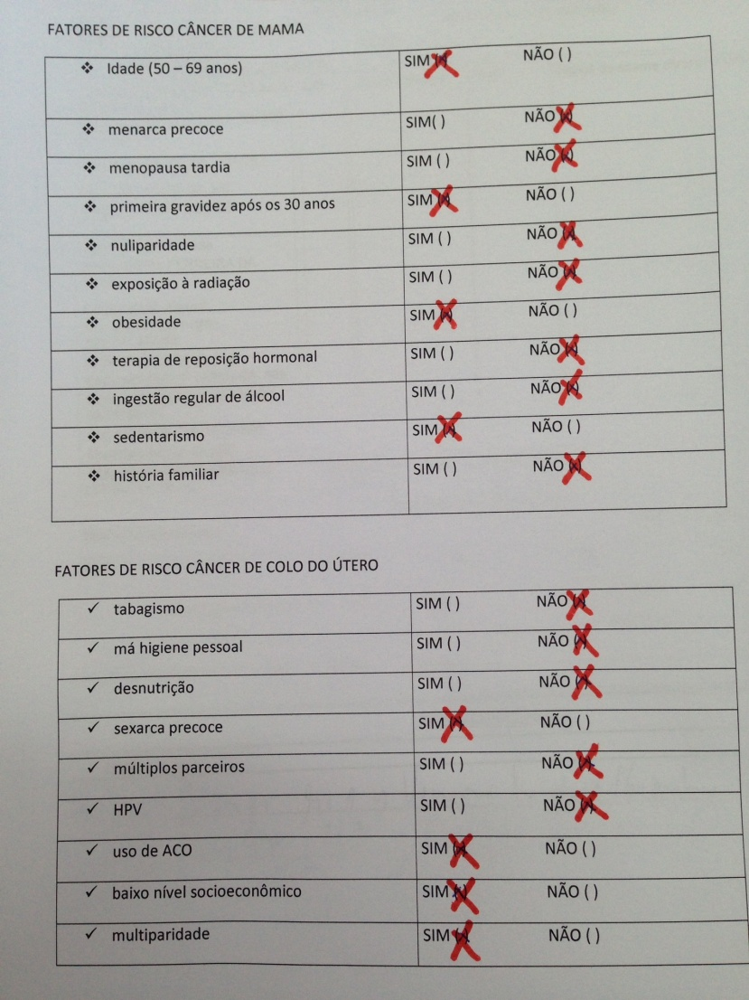 FATORES DE RISCO CÂNCER DE MAMA
❖ Idade (50 – 69 anos) SIM (x) NÃO ( )
❖ menarca precoce SIM( ) NÃO (x)
❖ menopausa tardia SIM ( ) NÃO (x)
❖ primeira gravidez após os 30 anos SIM (x) NÃO ( )
❖ nuliparidade SIM ( ) NÃO (x)
❖ exposição à radiação SIM ( ) NÃO (x)
❖ obesidade SIM (x) NÃO ( )
❖ terapia de reposição hormonal SIM ( ) NÃO (x)
❖ ingestão regular de álcool SIM ( ) NÃO (x)
❖ sedentarismo SIM (x) NÃO ( )
❖ história familiar SIM ( ) NÃO (x)
FATORES DE RISCO CÂNCER DE COLO DO ÚTERO
✓ tabagismo SIM ( ) NÃO (x)
✓ má higiene pessoal SIM ( ) NÃO (x)
✓ desnutrição SIM ( ) NÃO (x)
✓ sexarca precoce SIM (x) NÃO ( )
✓ múltiplos parceiros SIM ( ) NÃO (x)
✓ HPV SIM ( ) NÃO (x)
✓ uso de ACO SIM (x) NÃO ( )
✓ baixo nível socioeconômico SIM (x) NÃO ( )
✓ multiparidade SIM (x) NÃO ( )